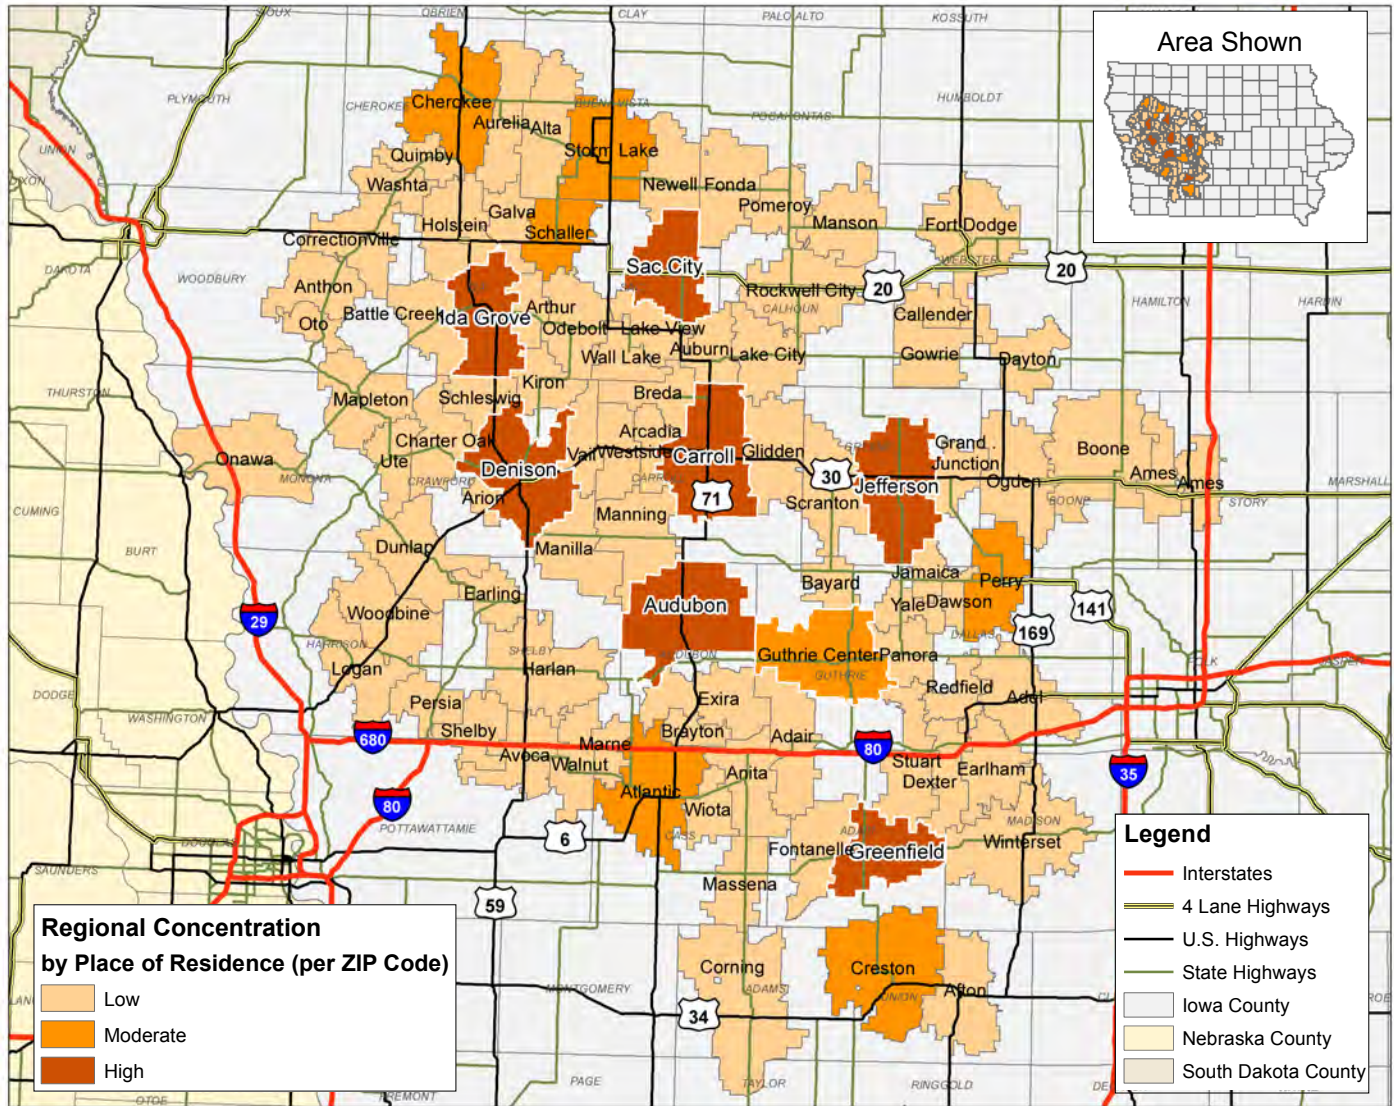 SIOUX
OBRIEN
CLAY
PALO ALTO
KOSSUTH
Area Shown
PLYMOUTH
CHEROKEE
Cherokee
BUENA VISTA
HUMBOLDT
POCAHONTAS
Aurelia
Alta
UNION
Quimby
Storm Lake
DIXON
Washta
Newell
Fonda
Pomeroy
Galva
Holstein
Schaller
Manson
Fort Dodge
Correctionville
WEBSTER
DAKOTA
WOODBURY
Sac City
20
20
Anthon
Rockwell City
HAMILTON
HARDIN
Battle Creek
Ida Grove
Arthur
CALHOUN
Callender
Oto
Odebolt
Lake View
Wall Lake
Auburn
Lake City
Gowrie
Dayton
THURSTON
Mapleton
Schleswig
Kiron
Breda
Arcadia
Charter Oak
Vail
Westside
Carroll
Glidden
GREENE
Grand
Junction
Boone
Onawa
Ute
Denison
30
Jefferson
Ogden
Ames
Ames
MONONA
CRAWFORD
CARROLL
MARSHALL
Arion
71
Scranton
BOONE
STORY
CUMING
Manning
BURT
Dunlap
Manilla
Jamaica
Perry
Bayard
Earling
Audubon
Yale
Dawson
141
Woodbine
29
169
HARRISON
DALLAS
SHELBY
AUDUBON
Guthrie Center
Panora
POLK
JASPER
Logan
Harlan
GUTHRIE
DODGE
Persia
Exira
Redfield
Adel
WASHINGTON
Shelby
Brayton
680
Marne
Adair
80
Avoca
Walnut
Stuart
Earlham
35
Anita
Dexter
80
Atlantic
Wiota
POTTAWATTAMIE
6
CASS
ADAIR
MADISON
DOUGLAS
Fontanelle
Greenfield
Winterset
SAUNDERS
Massena
59
Corning
Creston
MONTGOMERY
ADAMS
UNION
Afton
34
PAGE
TAYLOR
RINGGOLD
FREMONT
OTOE
Regional Concentration
by Place of Residence (per ZIP Code)
Low
Moderate
High
Legend
Interstates
4 Lane Highways
U.S. Highways
State Highways
Iowa County
Nebraska County
South Dakota County